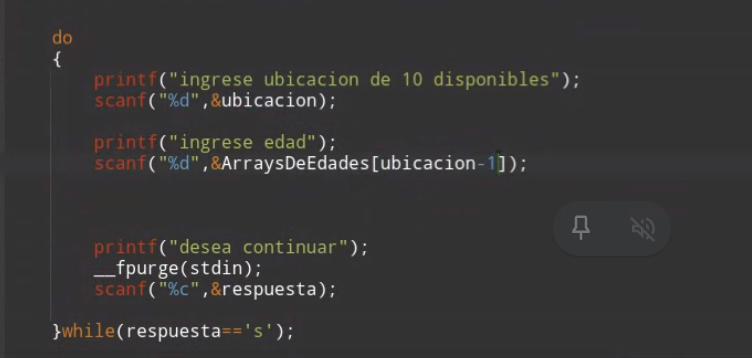 do
{
printf("ingrese ubicacion de 10 disponibles");
scanf("%d",&ubicacion);
printf("ingrese edad");
scanf("%d",&ArraysDeEdades[ubicacion-1]);
printf("desea continuar");
__fpurge(stdin);
scanf("%c",&respuesta);
}while(respuesta=='s');